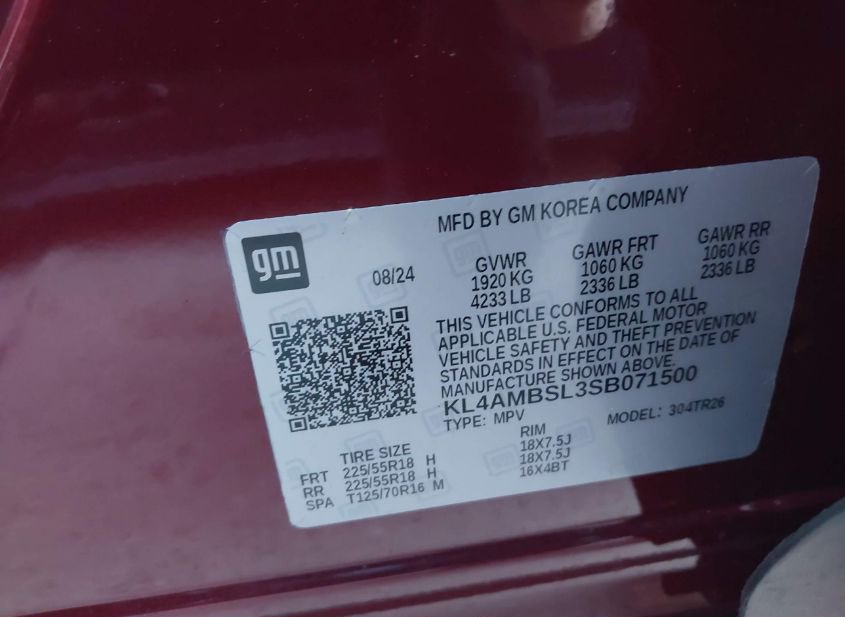 MFD BY GM KOREA COMPANY
gm
08/24
GVWR
1920 KG
4233 LB
GAWR FRT
1060 KG
2336 LB
GAWR RR
1060 KG
2336 LB
THIS VEHICLE CONFORMS TO ALL
APPLICABLE U.S. FEDERAL MOTOR
VEHICLE SAFETY AND THEFT PREVENTION
STANDARDS IN EFFECT ON THE DATE OF
MANUFACTURE SHOWN ABOVE.
KL4AMBSL3SB071500
TYPE: MPV
MODEL: 304TR26
TIRE SIZE
RIM
FRT 225/55R18 H 18X7.5J
RR 225/55R18 H 18X7.5J
SPA T125/70R16 M 16X4BT